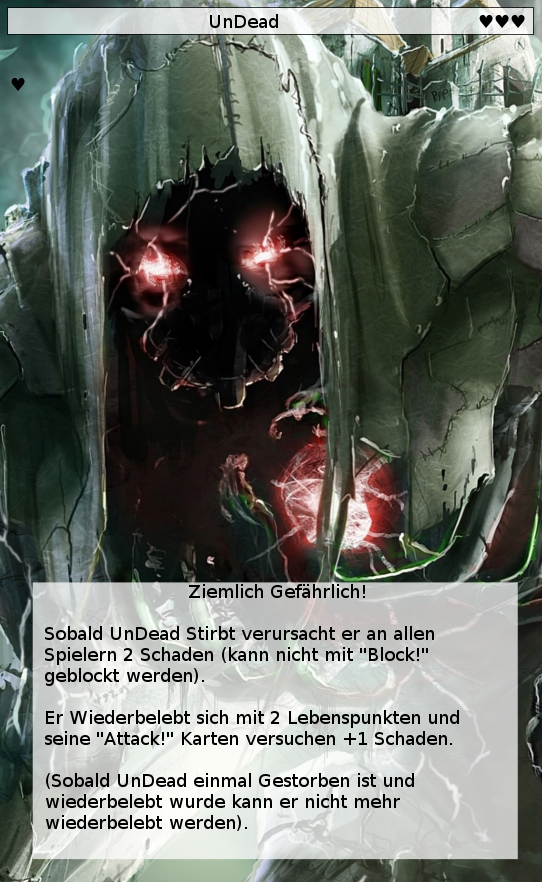 UnDead ♥♥♥
♥
Ziemlich Gefährlich!
Sobald UnDead Stirbt verursacht er an allen
Spielern 2 Schaden (kann nicht mit "Block!"
geblockt werden).
Er Wiederbelebt sich mit 2 Lebenspunkten und
seine "Attack!" Karten versuchen +1 Schaden.
(Sobald UnDead einmal Gestorben ist und
wiederbelebt wurde kann er nicht mehr
wiederbelebt werden).